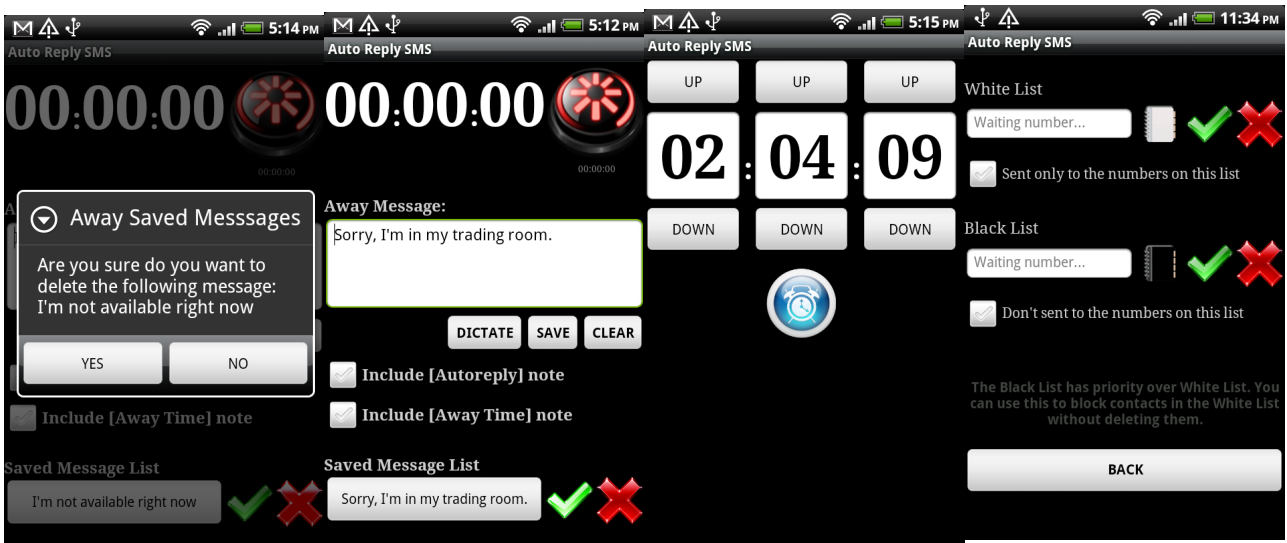 5:14 PM
Auto Reply SMS
00:00:00
00:00:00
A
Away Saved Messsages
Are you sure do you want to
delete the following message:
I'm not available right now
YES NO
Include [Away Time] note
Saved Message List
I'm not available right now
5:12 PM
Auto Reply SMS
00:00:00
00:00:00
Away Message:
Sorry, I'm in my trading room.
DICTATE SAVE CLEAR
Include [Autoreply] note
Include [Away Time] note
Saved Message List
Sorry, I'm in my trading room.
5:15 PM
Auto Reply SMS
UP UP UP
02 : 04 : 09
DOWN DOWN DOWN
11:34 PM
Auto Reply SMS
White List
Waiting number...
Sent only to the numbers on this list
Black List
Waiting number...
Don't sent to the numbers on this list
The Black List has priority over White List. You
can use this to block contacts in the White List
without deleting them.
BACK